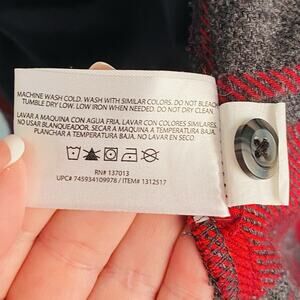 MACHINE WASH COLD. WASH WITH SIMILAR COLORS. DO NOT BLEACH
TUMBLE DRY LOW. LOW IRON WHEN NEEDED. DO NOT DRY CLEAN.
LAVAR A MAQUINA CON AGUA FRIA. LAVAR CON COLORES SIMILARES.
NO USAR BLANQUEADOR. SECAR A MAQUINA A TEMPERATURA BAJA.
PLANCHAR A TEMPERATURA BAJA. NO LAVAR EN SECO.
RN# 137013
UPC# 745934109978 / ITEM# 1312517